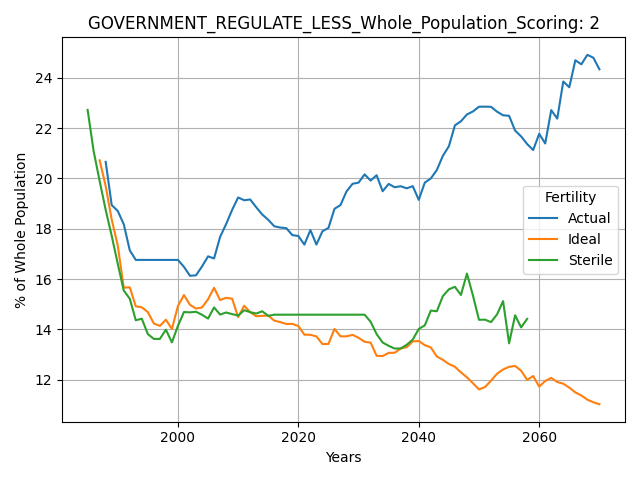 GOVERNMENT_REGULATE_LESS_Whole_Population_Scoring: 2
% of Whole Population
24
22
20
18
16
14
12
Fertility
Actual
Ideal
Sterile
2000 2020 2040 2060
Years